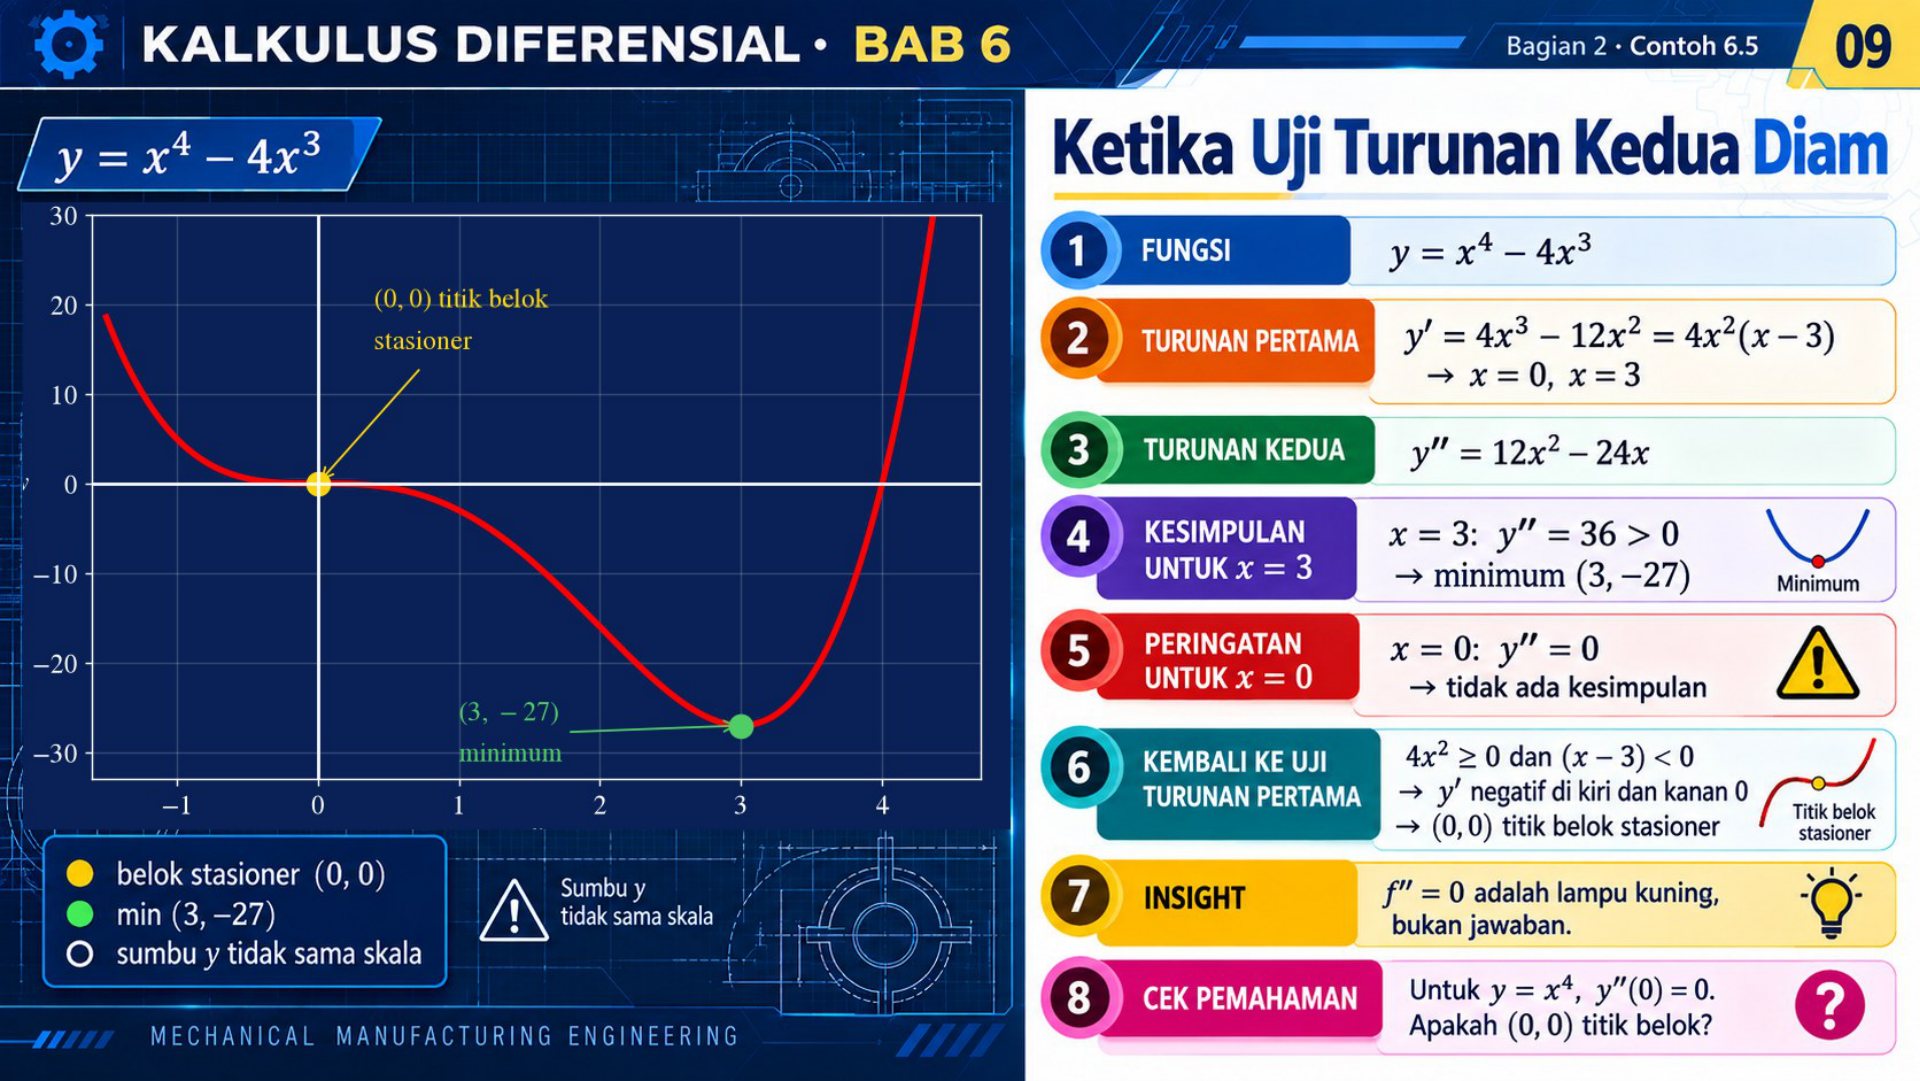 KALKULUS DIFERENSIAL • BAB 6
Bagian 2 • Contoh 6.5
09
y = x⁴ − 4x³
30
20
10
0
−10
−20
−30
y
−1
0
1
2
3
4
(0, 0) titik belok
stasioner
(3, −27)
minimum
belok stasioner (0, 0)
min (3, −27)
sumbu y tidak sama skala
Sumbu y
tidak sama skala
MECHANICAL MANUFACTURING ENGINEERING
Ketika Uji Turunan Kedua Diam
1
FUNGSI
y = x⁴ − 4x³
2
TURUNAN PERTAMA
y′ = 4x³ − 12x² = 4x²(x − 3)
→ x = 0, x = 3
3
TURUNAN KEDUA
y″ = 12x² − 24x
4
KESIMPULAN
UNTUK x = 3
x = 3: y″ = 36 > 0
→ minimum (3, −27)
Minimum
5
PERINGATAN
UNTUK x = 0
x = 0: y″ = 0
→ tidak ada kesimpulan
6
KEMBALI KE UJI
TURUNAN PERTAMA
4x² ≥ 0 dan (x − 3) < 0
→ y′ negatif di kiri dan kanan 0
→ (0, 0) titik belok stasioner
Titik belok
stasioner
7
INSIGHT
f″ = 0 adalah lampu kuning,
bukan jawaban.
8
CEK PEMAHAMAN
Untuk y = x⁴, y″(0) = 0.
Apakah (0, 0) titik belok?